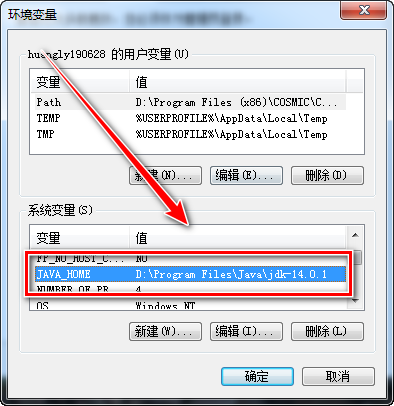 环境变量
huangly190628 的用户变量(U)
变量 值
Path D:\Program Files (x86)\COSMIC\C...
TEMP %USERPROFILE%\AppData\Local\Temp
TMP %USERPROFILE%\AppData\Local\Temp
新建(N)... 编辑(E)... 删除(D)
系统变量(S)
变量 值
FP_NO_HOST_C... NO
JAVA_HOME D:\Program Files\Java\jdk-14.0.1
NUMBER_OF_PR... 4
OS Windows_NT
新建(W)... 编辑(I)... 删除(L)
确定 取消